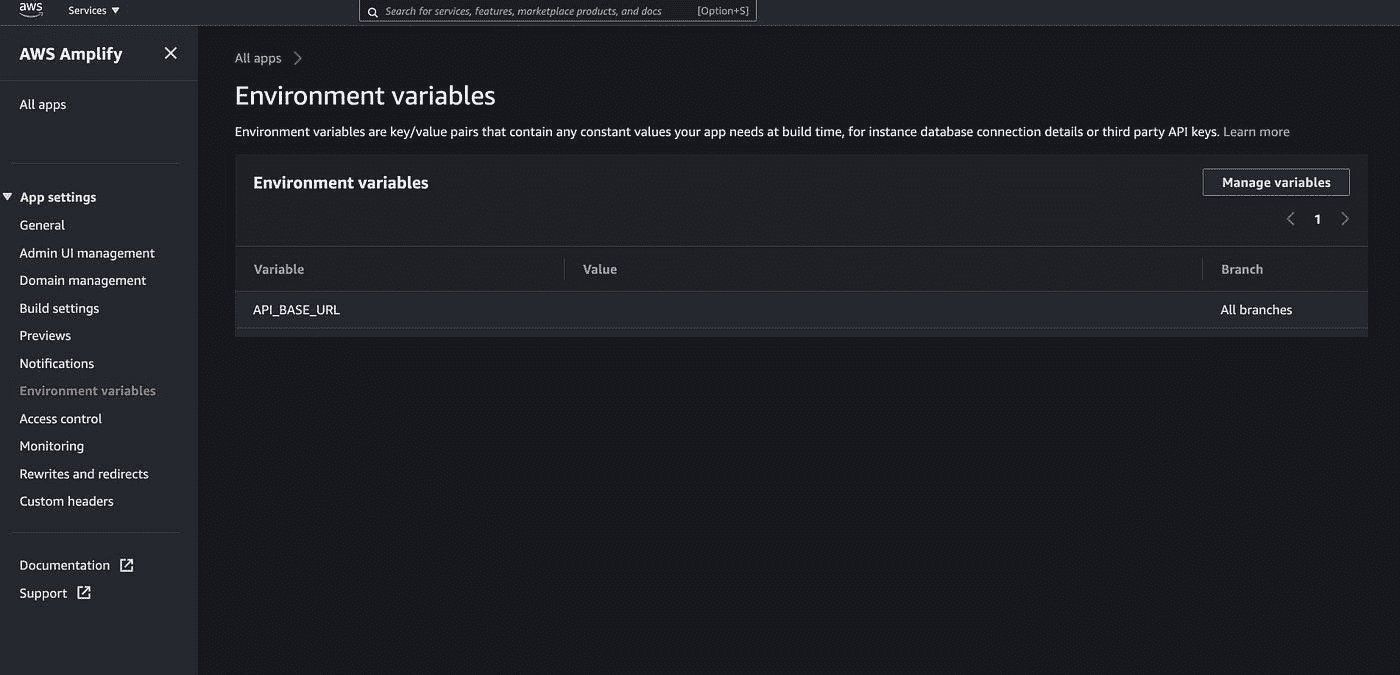 aws
Services
Search for services, features, marketplace products, and docs [Option+S]
AWS Amplify
All apps
App settings
General
Admin UI management
Domain management
Build settings
Previews
Notifications
Environment variables
Access control
Monitoring
Rewrites and redirects
Custom headers
Documentation
Support
All apps
Environment variables
Environment variables are key/value pairs that contain any constant values your app needs at build time, for instance database connection details or third party API keys. Learn more
Environment variables
Manage variables
1
Variable Value Branch
API_BASE_URL All branches